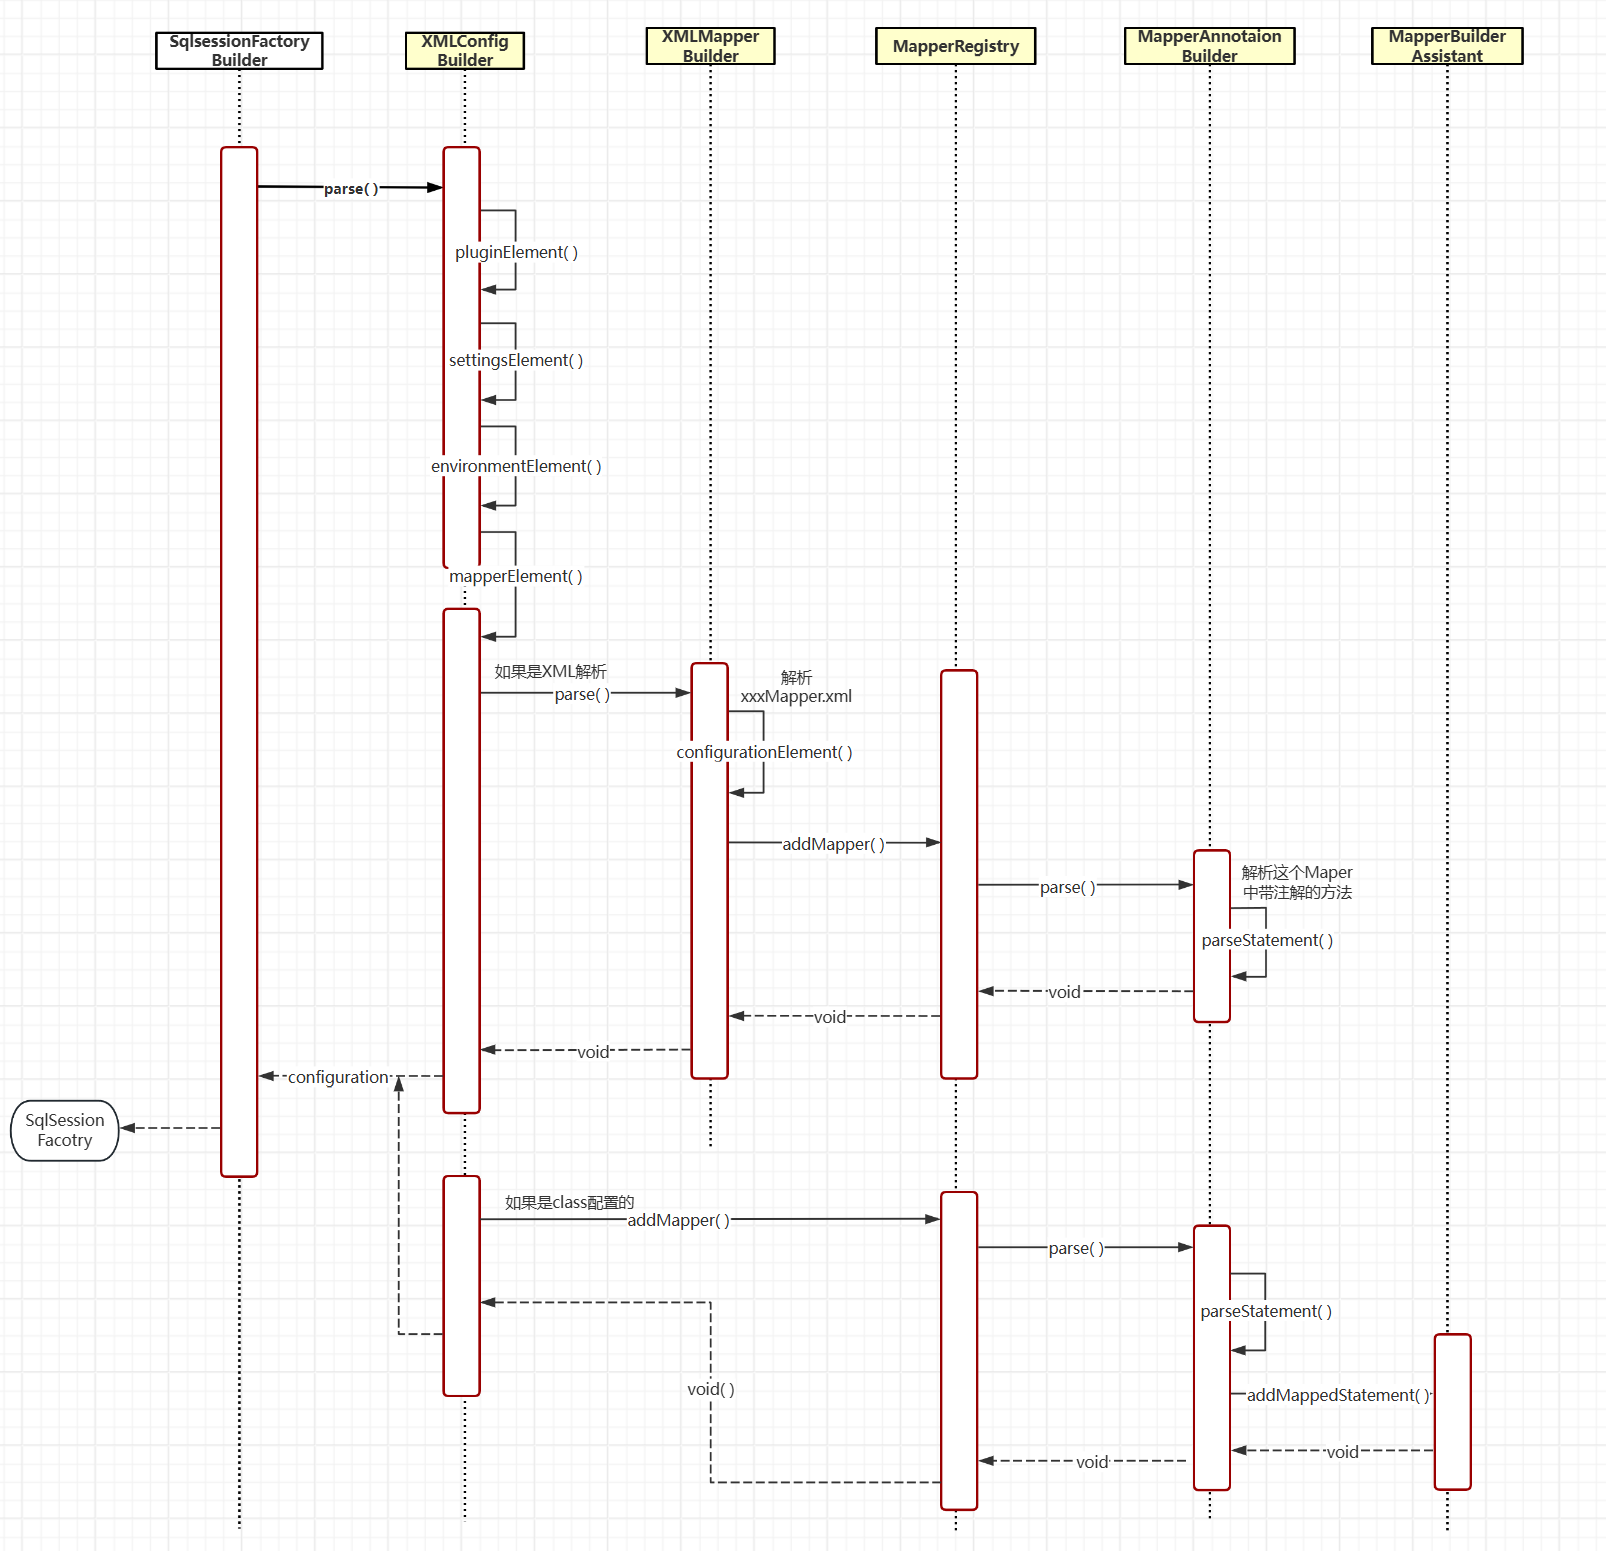 SqlsessionFactory
Builder
XMLConfig
Builder
XMLMapper
Builder
MapperRegistry
MapperAnnotaion
Builder
MapperBuilder
Assistant
parse( )
pluginElement( )
settingsElement( )
environmentElement( )
mapperElement( )
如果是XML解析
parse( )
解析
xxxMapper.xml
configurationElement( )
addMapper( )
parse( )
解析这个Maper
中带注解的方法
parseStatement( )
void
void
void
configuration
SqlSession
Facotry
如果是class配置的
addMapper( )
parse( )
parseStatement( )
void( )
addMappedStatement( )
void
void